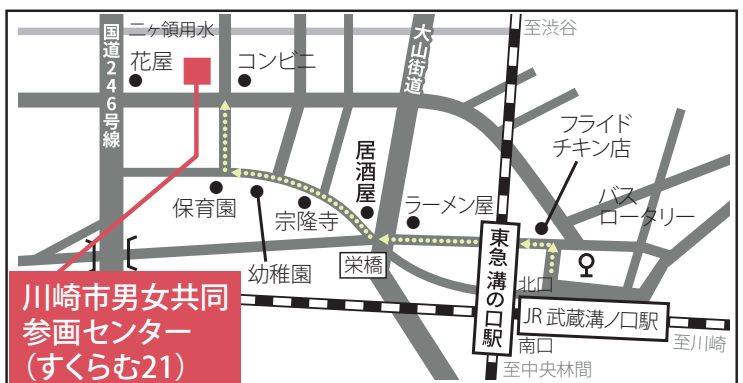 二ヶ領用水
至渋谷
国道246号線
花屋
コンビニ
大山街道
フライド
チキン店
居酒屋
ラーメン屋
バス
ロータリー
保育園
宗隆寺
幼稚園
栄橋
東急 溝の口駅
北口
JR 武蔵溝ノ口駅
南口
至川崎
至中央林間
川崎市男女共同
参画センター
(すくらむ21)